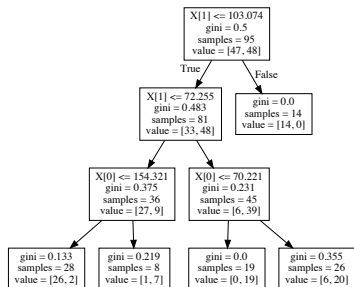 X[1] <= 103.074
gini = 0.5
samples = 95
value = [47, 48]
True
False
X[1] <= 72.255
gini = 0.483
samples = 81
value = [33, 48]
gini = 0.0
samples = 14
value = [14, 0]
X[0] <= 154.321
gini = 0.375
samples = 36
value = [27, 9]
X[0] <= 70.221
gini = 0.231
samples = 45
value = [6, 39]
gini = 0.133
samples = 28
value = [26, 2]
gini = 0.219
samples = 8
value = [1, 7]
gini = 0.0
samples = 19
value = [0, 19]
gini = 0.355
samples = 26
value = [6, 20]